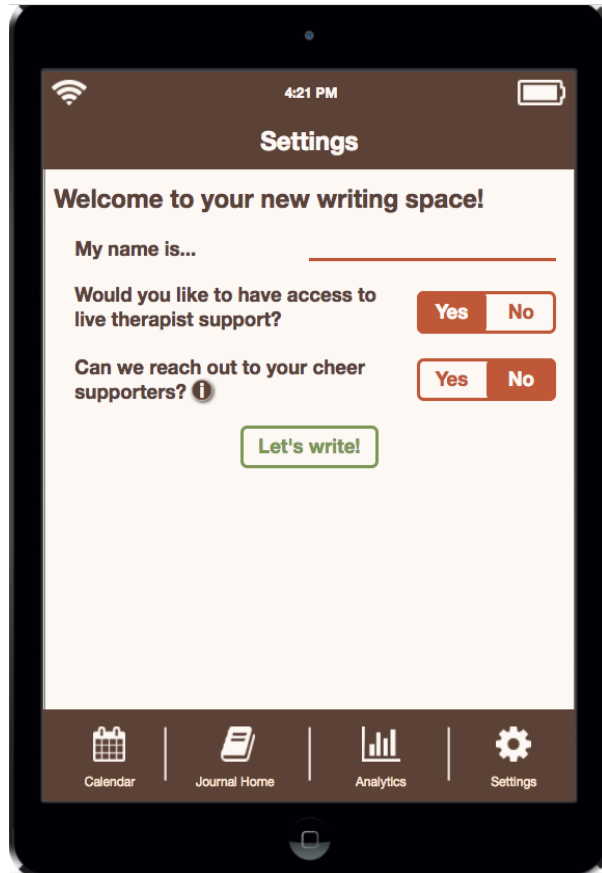 4:21 PM
Settings
Welcome to your new writing space!
My name is...
Would you like to have access to
live therapist support?
Yes No
Can we reach out to your cheer
supporters? i
Yes No
Let's write!
Calendar Journal Home Analytics Settings